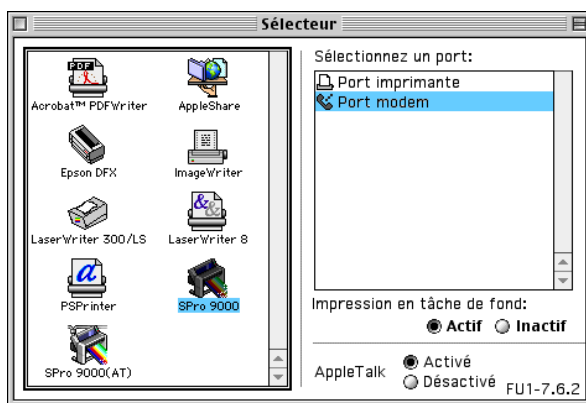 Sélecteur
PDF
Acrobat™ PDFWriter
AppleShare
Epson DFX
ImageWriter
LaserWriter 300/LS
&&
LaserWriter 8
a
PSPrinter
SPro 9000
SPro 9000(AT)
Sélectionnez un port:
Port imprimante
Port modem
Impression en tâche de fond:
Actif Inactif
AppleTalk
Activé
Désactivé
FU1-7.6.2